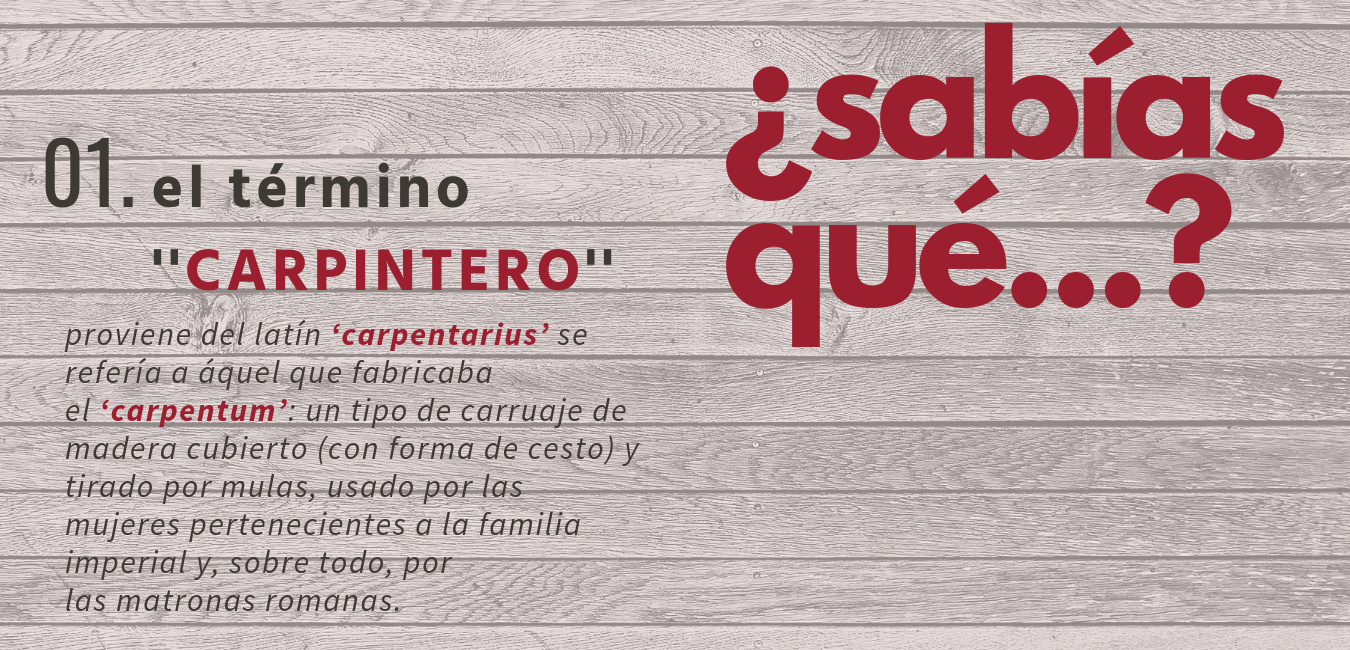 ¿sabías
qué...?
01. el término
"CARPINTERO"
proviene del latín ‘carpentarius’ se
refería a áquel que fabricaba
el ‘carpentum’: un tipo de carruaje de
madera cubierto (con forma de cesto) y
tirado por mulas, usado por las
mujeres pertenecientes a la familia
imperial y, sobre todo, por
las matronas romanas.